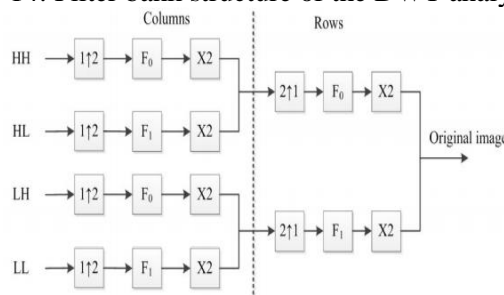 Columns
Rows
HH 1↑2 F₀ X2
2↑1 F₀ X2
HL 1↑2 F₁ X2
Original image
LH 1↑2 F₀ X2
2↑1 F₁ X2
LL 1↑2 F₁ X2